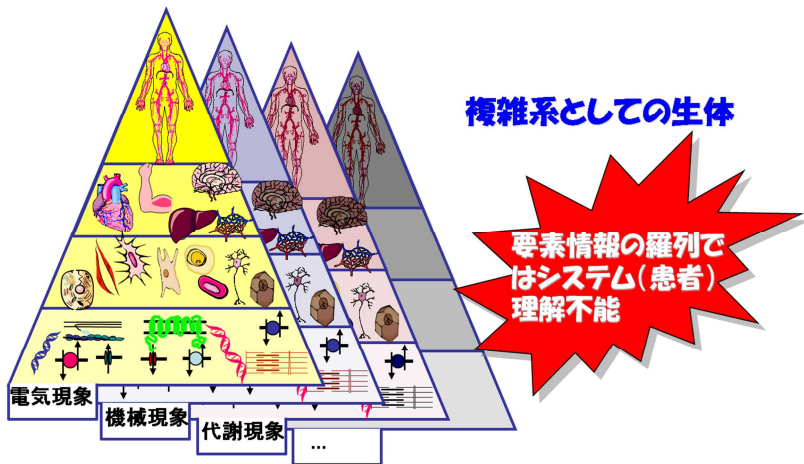 複雑系としての生体
要素情報の羅列で
はシステム(患者)
理解不能
電気現象
機械現象
代謝現象
...